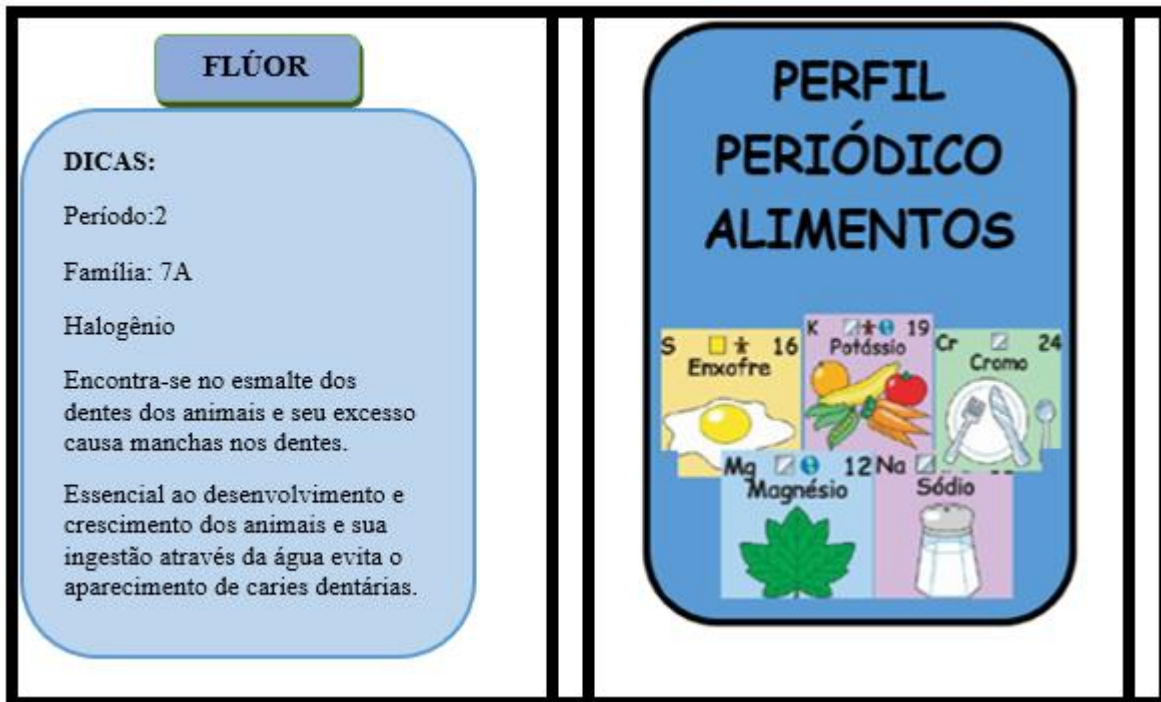 FLÚOR
DICAS:
Período:2
Família: 7A
Halogênio
Encontra-se no esmalte dos
dentes dos animais e seu excesso
causa manchas nos dentes.
Essencial ao desenvolvimento e
crescimento dos animais e sua
ingestão através da água evita o
aparecimento de caries dentárias.
PERFIL
PERIÓDICO
ALIMENTOS
S 16
Enxofre
K 19
Potássio
Cr 24
Cromo
Mg 12
Magnésio
Na
Sódio